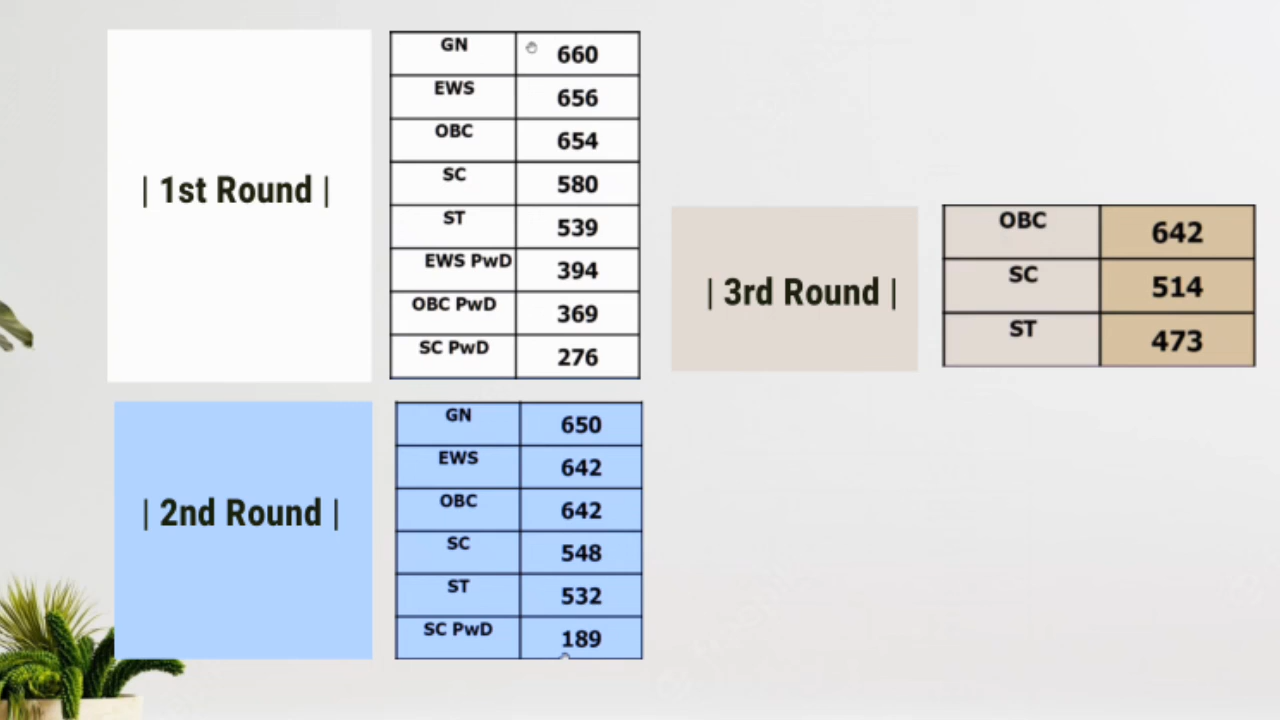 | 1st Round |
GN 660
EWS 656
OBC 654
SC 580
ST 539
EWS PwD 394
OBC PwD 369
SC PwD 276
| 2nd Round |
GN 650
EWS 642
OBC 642
SC 548
ST 532
SC PwD 189
| 3rd Round |
OBC 642
SC 514
ST 473